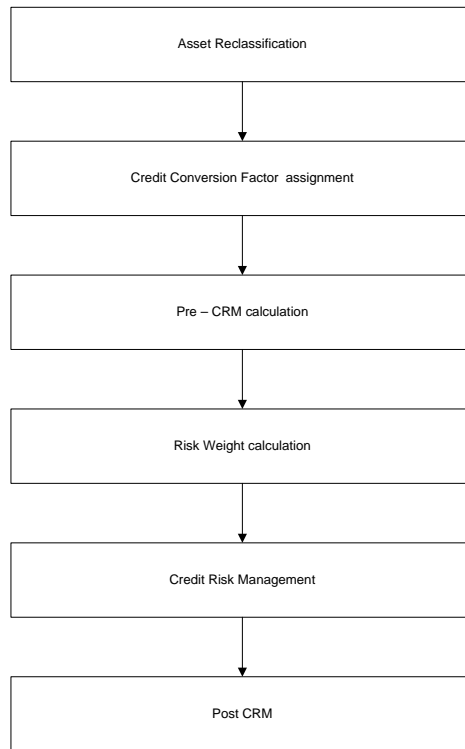 Asset Reclassification
Credit Conversion Factor assignment
Pre – CRM calculation
Risk Weight calculation
Credit Risk Management
Post CRM